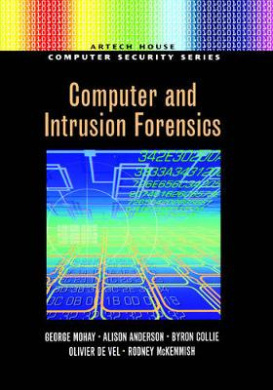 ARTECH HOUSE
COMPUTER SECURITY SERIES
Computer and
Intrusion Forensics
GEORGE MOHAY · ALISON ANDERSON · BYRON COLLIE
OLIVIER DE VEL · RODNEY McKEMMISH